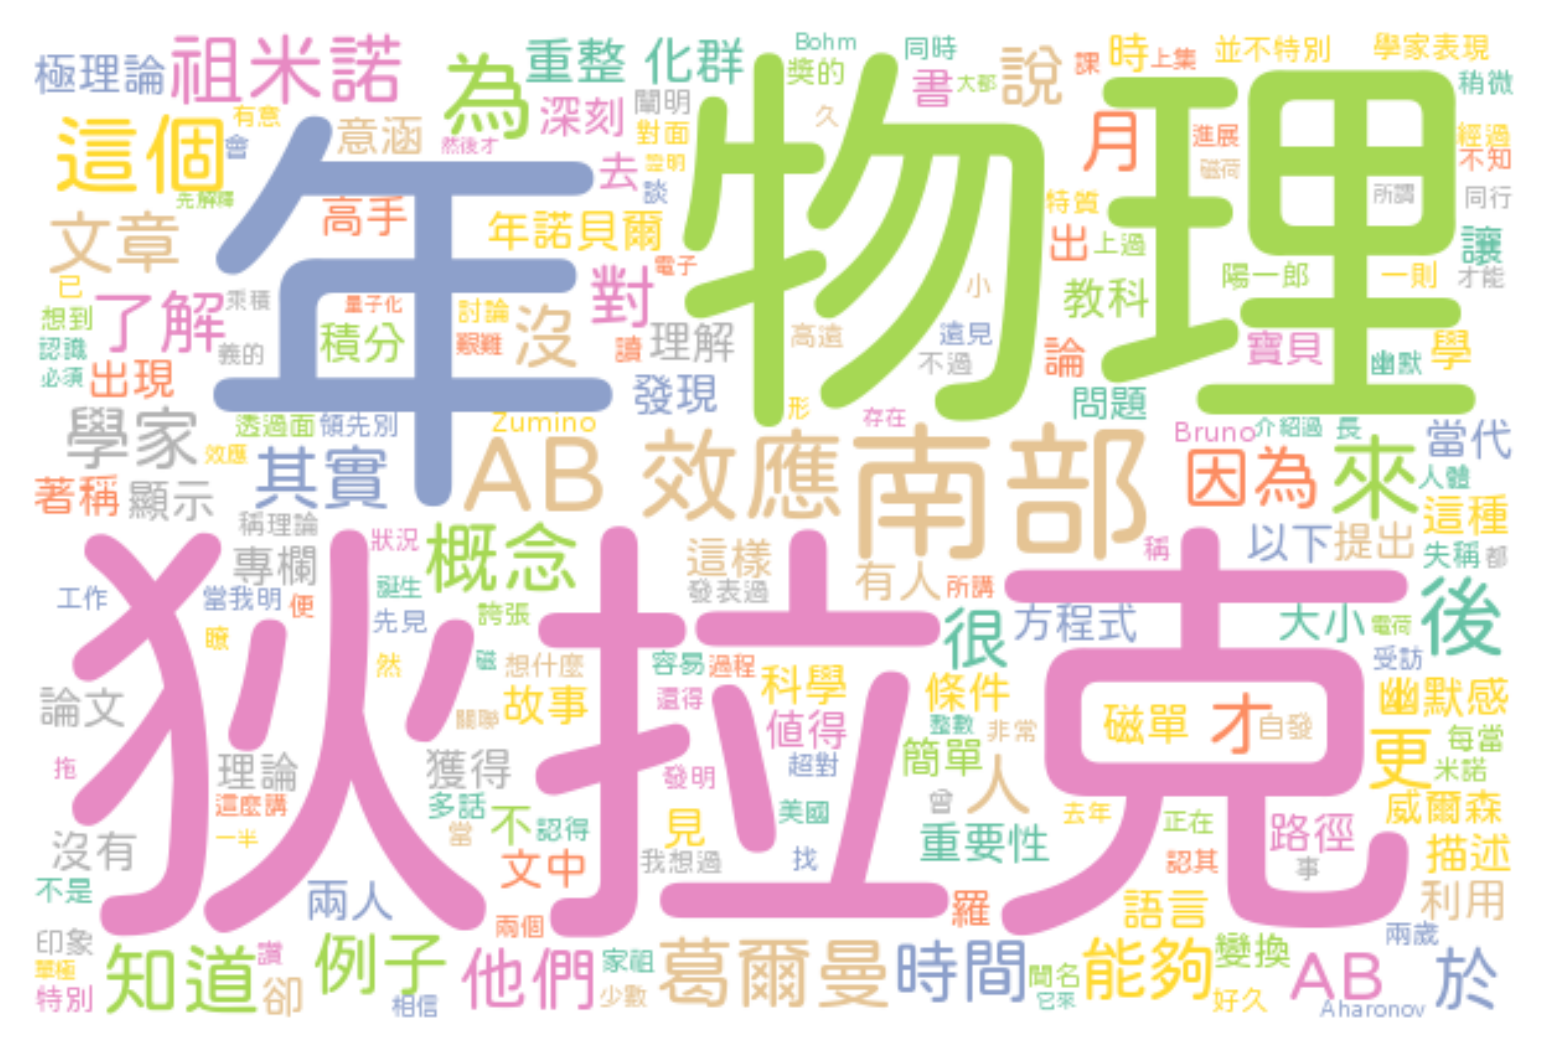 Bohm
同時
並不特別
學家表現
極理論
祖米諾
為
重整 化群
獎的
書
大部
說
課
時
上集
稍微
有意
意涵
深刻
闡明
久
月
進展
經過
這個
會
然後才
對面
去
談
磁荷
不知
先解釋
高手
年諾貝爾
特質
所謂
同行
文章
年
物理
電子
出
上過
讓
已
乘積
量子化
對
小
教科
陽一郎
一則
才能
想到
了解
積分
討論
沒
理解
高遠
遠見
認識
義的
艱難
讀
不過
論
寶貝
幽默
學
必須
出現
發現
形
問題
學家
透過面
領先別
Zumino
存在
Bruno
介紹過
長
當代
效應
其實
AB 效應
南部
因為
來
人體
著稱
顯示
這種
稱理論
狀況
概念
這樣
稱
以下
提出
失稱
都
專欄
發表過
有人
所講
工作
當我明
便
誕生
先見
誇張
很
方程式
大小
電荷
後
瞭
然
磁
想什麼
容易
過程
受訪
狄拉克
論文
關聯
故事
還得
科學
條件
幽默感
值得
整數
非常
磁單
才
自發
拖
理論
獲得
發明
超對
簡單
人
更
每當
米諾
這麼講
多話
美國
曾
去年
正在
威爾森
一半
當
不
認得
見
重要性
路徑
沒有
文中
我想過
找
認其
事
描述
不是
兩人
兩個
羅
語言
利用
印象
知道
讚
例子
他們
家祖
葛爾曼
時間
聞名
能夠
變換
兩歲
單極
AB
於
特別
卻
相信
少數
它來
好久
Aharonov